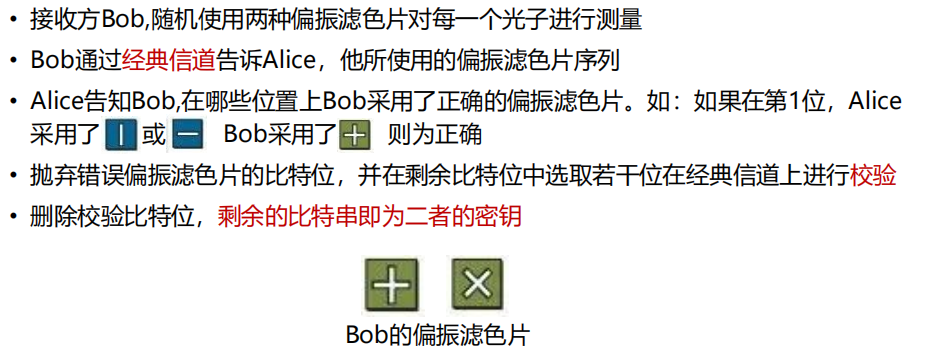 • 接收方Bob,随机使用两种偏振滤色片对每一个光子进行测量
• Bob通过经典信道告诉Alice，他所使用的偏振滤色片序列
• Alice告知Bob,在哪些位置上Bob采用了正确的偏振滤色片。如：如果在第1位，Alice
采用了 或 Bob采用了 则为正确
• 抛弃错误偏振滤色片的比特位，并在剩余比特位中选取若干位在经典信道上进行校验
• 删除校验比特位，剩余的比特串即为二者的密钥
Bob的偏振滤色片